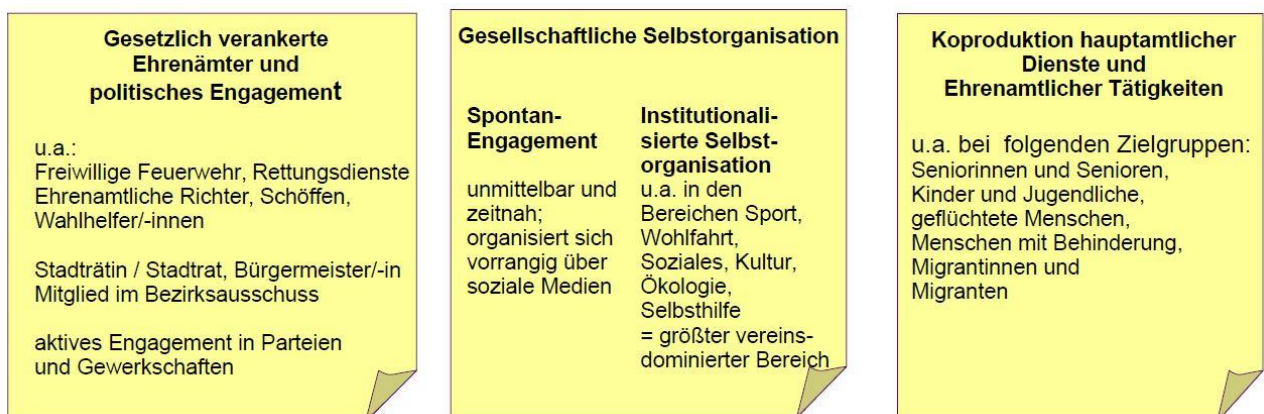 Gesetzlich verankerte
Ehrenämter und
politisches Engagement
u.a.:
Freiwillige Feuerwehr, Rettungsdienste
Ehrenamtliche Richter, Schöffen,
Wahlhelfer/-innen
Stadträtin / Stadtrat, Bürgermeister/-in
Mitglied im Bezirksausschuss
aktives Engagement in Parteien
und Gewerkschaften
Gesellschaftliche Selbstorganisation
Spontan-
Engagement
unmittelbar und
zeitnah;
organisiert sich
vorrangig über
soziale Medien
Institutionali-
sierte Selbst-
organisation
u.a. in den
Bereichen Sport,
Wohlfahrt,
Soziales, Kultur,
Ökologie,
Selbsthilfe
= größter vereins-
dominierter Bereich
Koproduktion hauptamtlicher
Dienste und
Ehrenamtlicher Tätigkeiten
u.a. bei folgenden Zielgruppen:
Seniorinnen und Senioren,
Kinder und Jugendliche,
geflüchtete Menschen,
Menschen mit Behinderung,
Migrantinnen und
Migranten